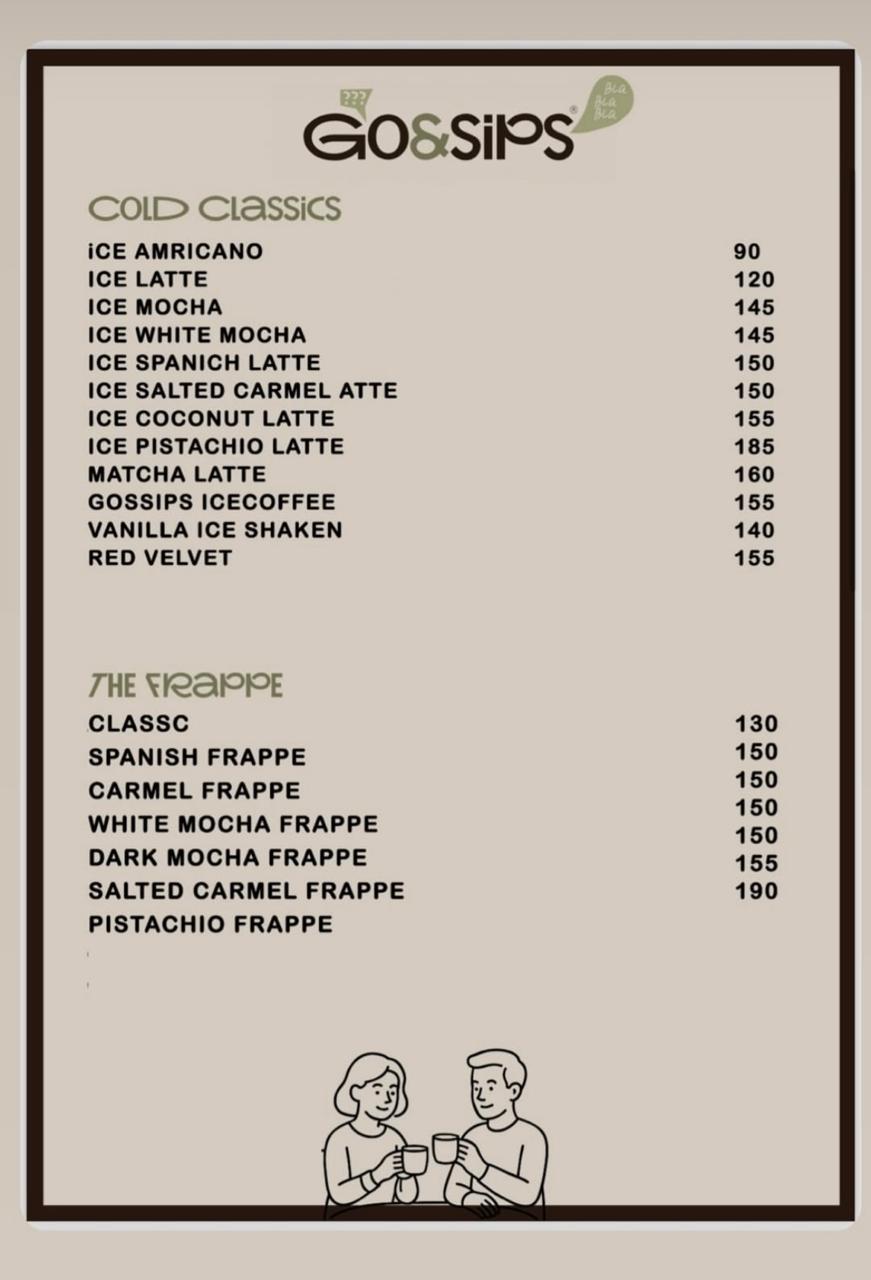 ???
GO&SiPS®
Bla
Bla
Bla
COLD CLASSiCS
iCE AMRICANO 90
ICE LATTE 120
ICE MOCHA 145
ICE WHITE MOCHA 145
ICE SPANICH LATTE 150
ICE SALTED CARMEL ATTE 150
ICE COCONUT LATTE 155
ICE PISTACHIO LATTE 185
MATCHA LATTE 160
GOSSIPS ICECOFFEE 155
VANILLA ICE SHAKEN 140
RED VELVET 155
THE FRAPPE
CLASSC 130
SPANISH FRAPPE 150
CARMEL FRAPPE 150
WHITE MOCHA FRAPPE 150
DARK MOCHA FRAPPE 150
SALTED CARMEL FRAPPE 155
PISTACHIO FRAPPE 190